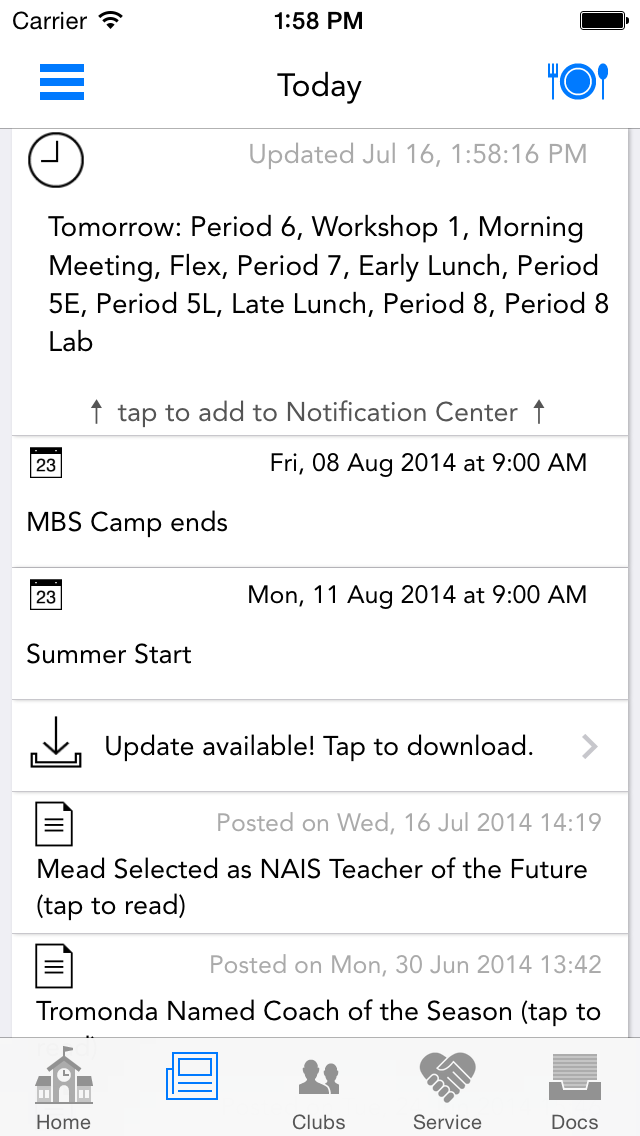 Carrier 1:58 PM
Today
Updated Jul 16, 1:58:16 PM
Tomorrow: Period 6, Workshop 1, Morning
Meeting, Flex, Period 7, Early Lunch, Period
5E, Period 5L, Late Lunch, Period 8, Period 8
Lab
↑ tap to add to Notification Center ↑
23 Fri, 08 Aug 2014 at 9:00 AM
MBS Camp ends
23 Mon, 11 Aug 2014 at 9:00 AM
Summer Start
Update available! Tap to download.
Posted on Wed, 16 Jul 2014 14:19
Mead Selected as NAIS Teacher of the Future
(tap to read)
Posted on Mon, 30 Jun 2014 13:42
Tromonda Named Coach of the Season (tap to
Home Clubs Service Docs